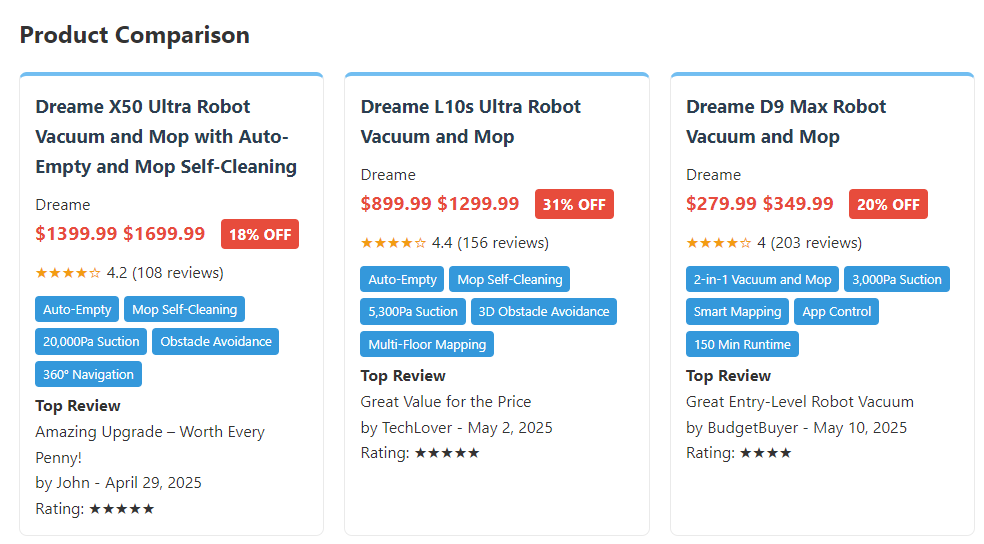 Product Comparison
Dreame X50 Ultra Robot
Vacuum and Mop with Auto-
Empty and Mop Self-Cleaning
Dreame
$1399.99 $1699.99 18% OFF
★★★★☆ 4.2 (108 reviews)
Auto-Empty Mop Self-Cleaning
20,000Pa Suction Obstacle Avoidance
360° Navigation
Top Review
Amazing Upgrade – Worth Every
Penny!
by John - April 29, 2025
Rating: ★★★★★
Dreame L10s Ultra Robot
Vacuum and Mop
Dreame
$899.99 $1299.99 31% OFF
★★★★☆ 4.4 (156 reviews)
Auto-Empty Mop Self-Cleaning
5,300Pa Suction 3D Obstacle Avoidance
Multi-Floor Mapping
Top Review
Great Value for the Price
by TechLover - May 2, 2025
Rating: ★★★★★
Dreame D9 Max Robot
Vacuum and Mop
Dreame
$279.99 $349.99 20% OFF
★★★★☆ 4 (203 reviews)
2-in-1 Vacuum and Mop 3,000Pa Suction
Smart Mapping App Control
150 Min Runtime
Top Review
Great Entry-Level Robot Vacuum
by BudgetBuyer - May 10, 2025
Rating: ★★★★